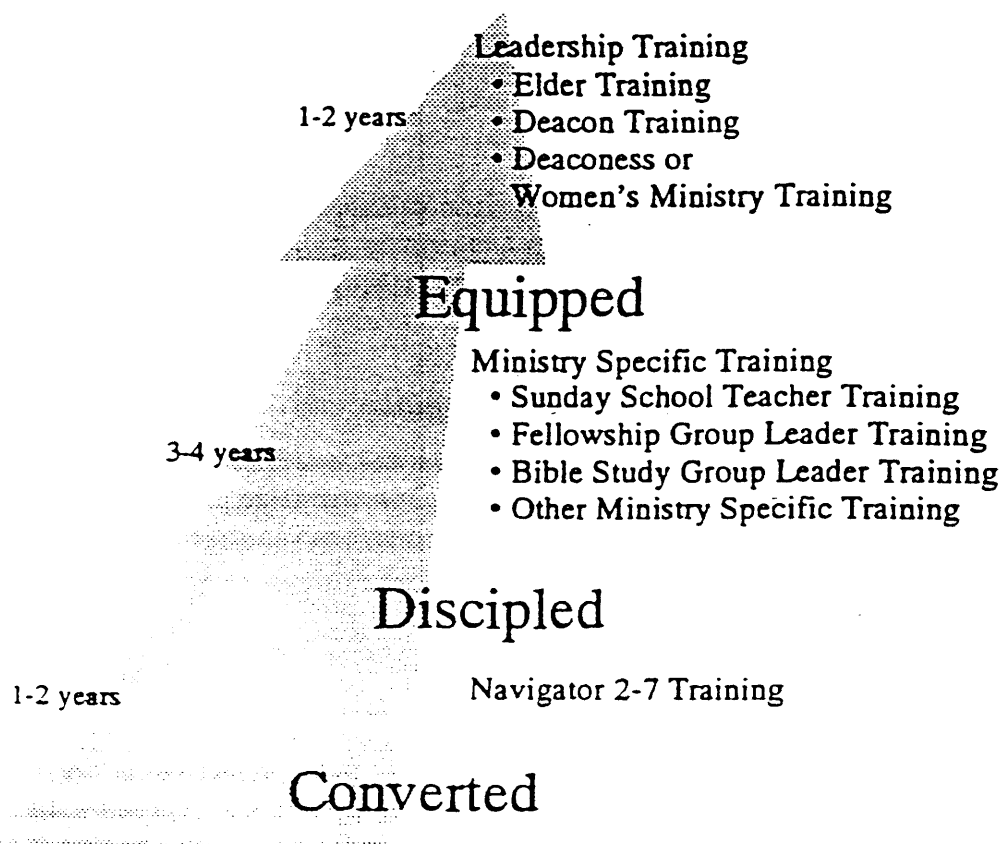 Leadership Training
• Elder Training
1-2 years
• Deacon Training
• Deaconess or
Women's Ministry Training
Equipped
Ministry Specific Training
• Sunday School Teacher Training
• Fellowship Group Leader Training
3-4 years
• Bible Study Group Leader Training
• Other Ministry Specific Training
Discipled
1-2 years
Navigator 2-7 Training
Converted